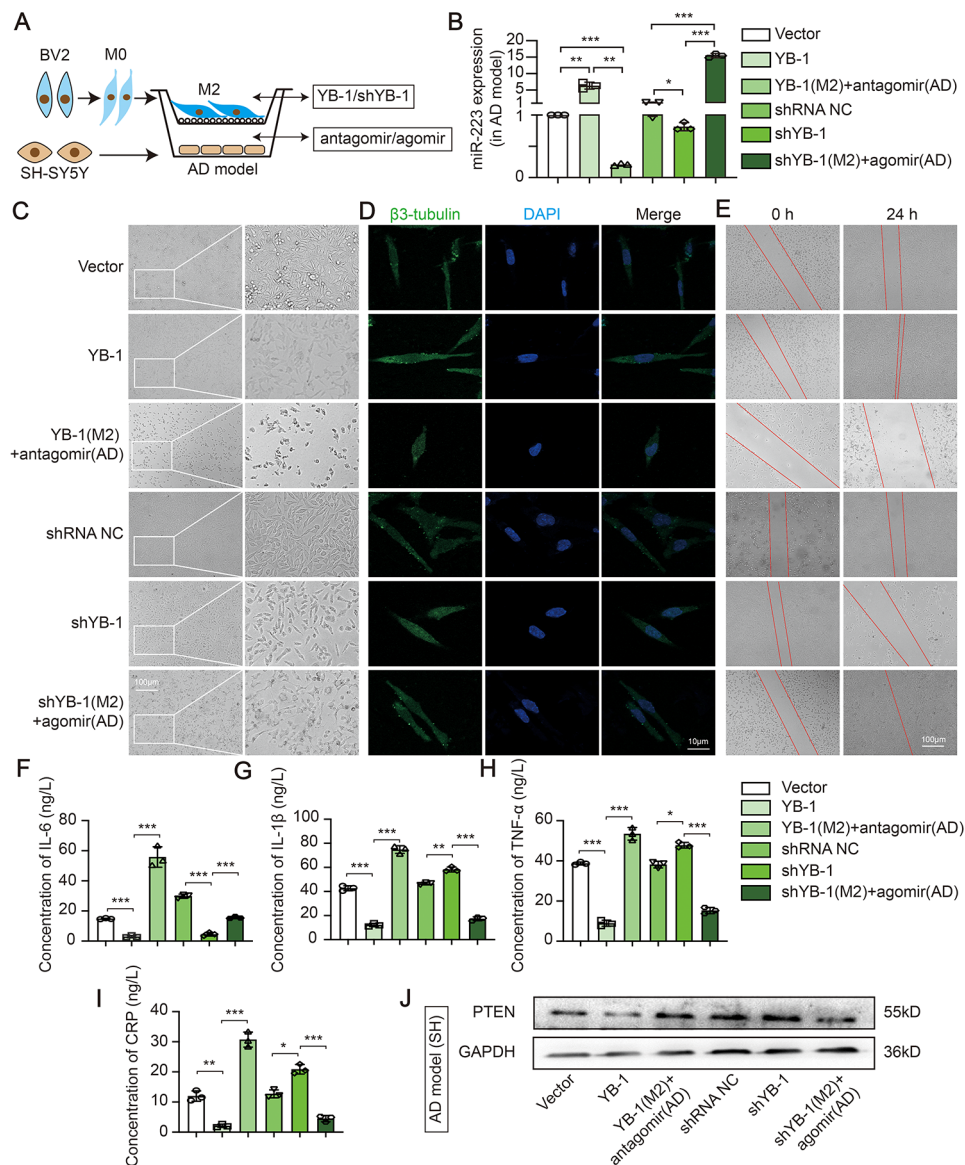 A
BV2
M0
M2
YB-1/shYB-1
antagomir/agomir
SH-SY5Y
AD model
B
miR-223 expression
(in AD model)
20
15
10
5
1
1
0
***
**
**
***
***
*
Vector
YB-1
YB-1(M2)+antagomir(AD)
shRNA NC
shYB-1
shYB-1(M2)+agomir(AD)
C
D
β3-tubulin
DAPI
Merge
E
0 h
24 h
Vector
YB-1
YB-1(M2)
+antagomir(AD)
shRNA NC
shYB-1
shYB-1(M2)
+agomir(AD)
100μm
10μm
100μm
F
Concentration of IL-6 (ng/L)
80
60
40
20
0
***
***
***
***
G
Concentration of IL-1β (ng/L)
100
80
60
40
20
0
***
***
**
***
H
Concentration of TNF-α (ng/L)
60
40
20
0
***
***
*
***
Vector
YB-1
YB-1(M2)+antagomir(AD)
shRNA NC
shYB-1
shYB-1(M2)+agomir(AD)
I
Concentration of CRP (ng/L)
40
30
20
10
0
**
***
*
***
J
AD model (SH)
PTEN
55kD
GAPDH
36kD
Vector
YB-1
YB-1(M2)+
antagomir(AD)
shRNA NC
shYB-1
shYB-1(M2)+
agomir(AD)